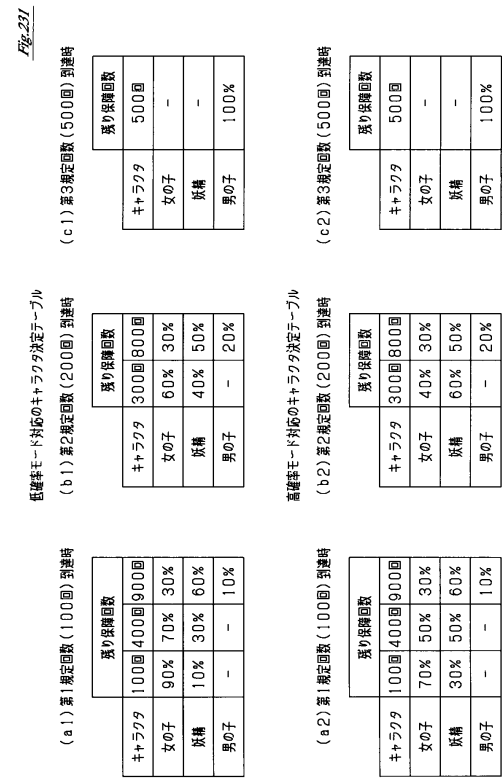 Fig.231
低確率モード対応のキャラクタ決定テーブル
(a1)第1規定回数(100回)到達時
残り保障回数
キャラクタ 100回 400回 900回
女の子 90% 70% 30%
妖精 10% 30% 60%
男の子 - - 10%
(b1)第2規定回数(200回)到達時
残り保障回数
キャラクタ 300回 800回
女の子 60% 30%
妖精 40% 50%
男の子 - 20%
(c1)第3規定回数(500回)到達時
残り保障回数
キャラクタ 500回
女の子 -
妖精 -
男の子 100%
高確率モード対応のキャラクタ決定テーブル
(a2)第1規定回数(100回)到達時
残り保障回数
キャラクタ 100回 400回 900回
女の子 70% 50% 30%
妖精 30% 50% 60%
男の子 - - 10%
(b2)第2規定回数(200回)到達時
残り保障回数
キャラクタ 300回 800回
女の子 40% 30%
妖精 60% 50%
男の子 - 20%
(c2)第3規定回数(500回)到達時
残り保障回数
キャラクタ 500回
女の子 -
妖精 -
男の子 100%